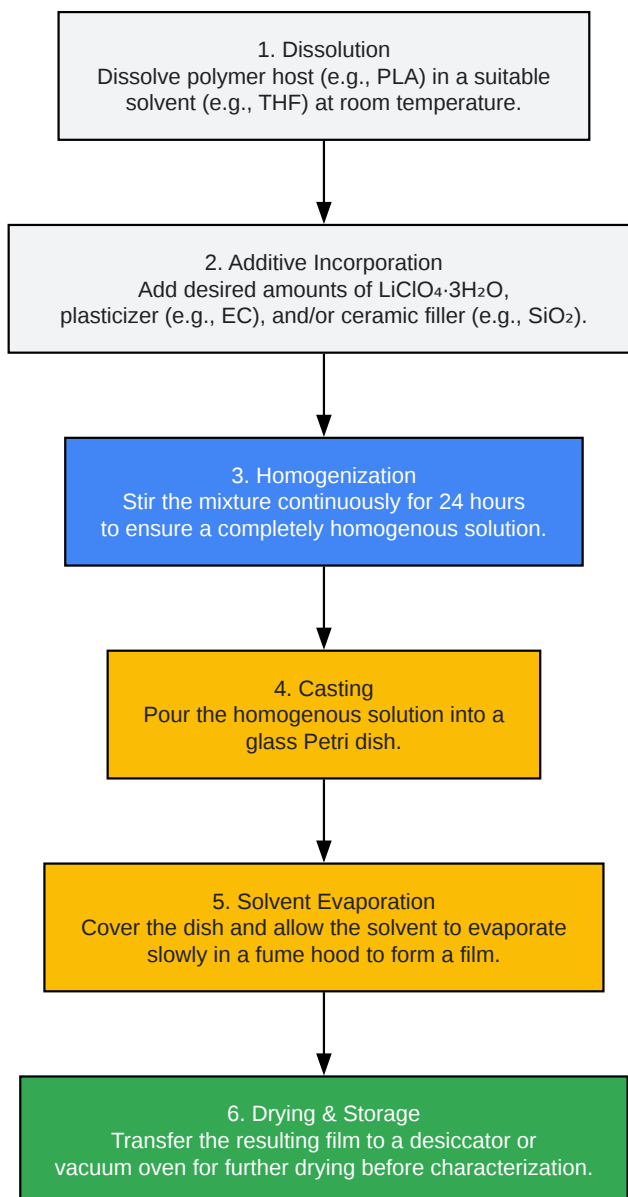 1. Dissolution
Dissolve polymer host (e.g., PLA) in a suitable
solvent (e.g., THF) at room temperature.
2. Additive Incorporation
Add desired amounts of LiClO₄·3H₂O,
plasticizer (e.g., EC), and/or ceramic filler (e.g., SiO₂).
3. Homogenization
Stir the mixture continuously for 24 hours
to ensure a completely homogenous solution.
4. Casting
Pour the homogenous solution into a
glass Petri dish.
5. Solvent Evaporation
Cover the dish and allow the solvent to evaporate
slowly in a fume hood to form a film.
6. Drying & Storage
Transfer the resulting film to a desiccator or
vacuum oven for further drying before characterization.